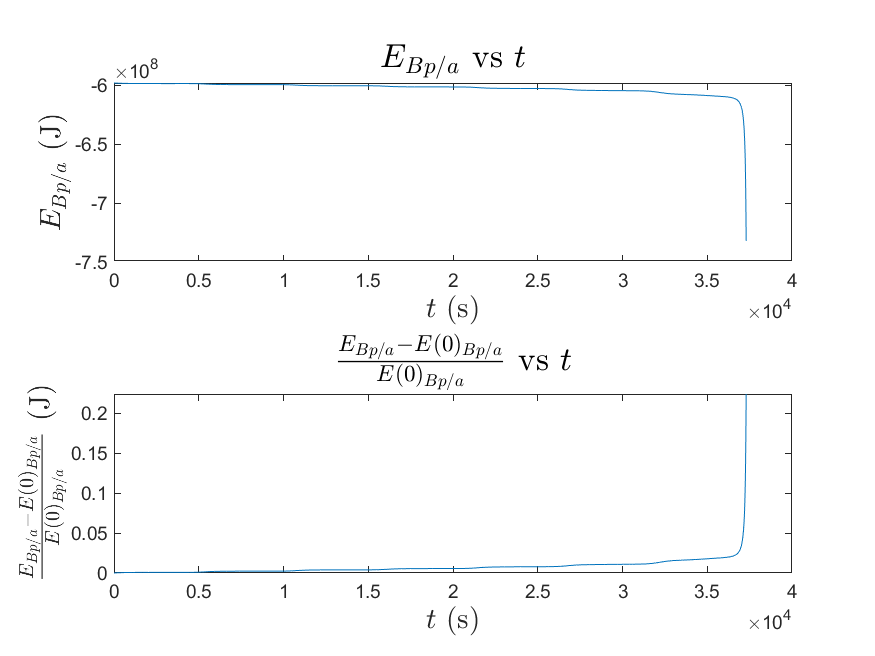 E_{Bp/a} vs t
×10^8
-6
-6.5
-7
-7.5
E_{Bp/a} (J)
0 0.5 1 1.5 2 2.5 3 3.5 4
t (s)
×10^4
\frac{E_{Bp/a}-E(0)_{Bp/a}}{E(0)_{Bp/a}} vs t
0.2
0.15
0.1
0.05
0
\frac{E_{Bp/a}-E(0)_{Bp/a}}{E(0)_{Bp/a}} (J)
0 0.5 1 1.5 2 2.5 3 3.5 4
t (s)
×10^4